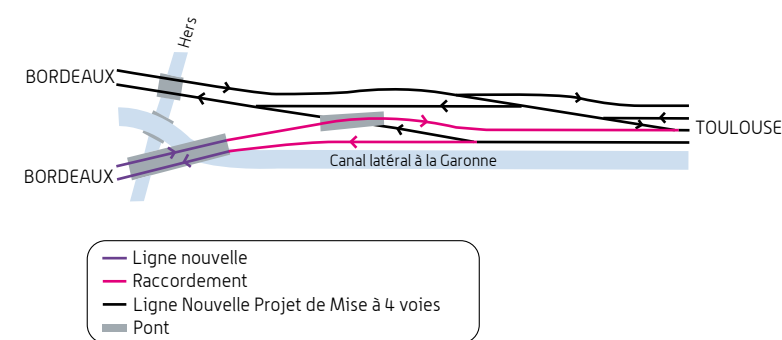 Hers
BORDEAUX
TOULOUSE
Canal latéral à la Garonne
BORDEAUX
Ligne nouvelle
Raccordement
Ligne Nouvelle Projet de Mise à 4 voies
Pont